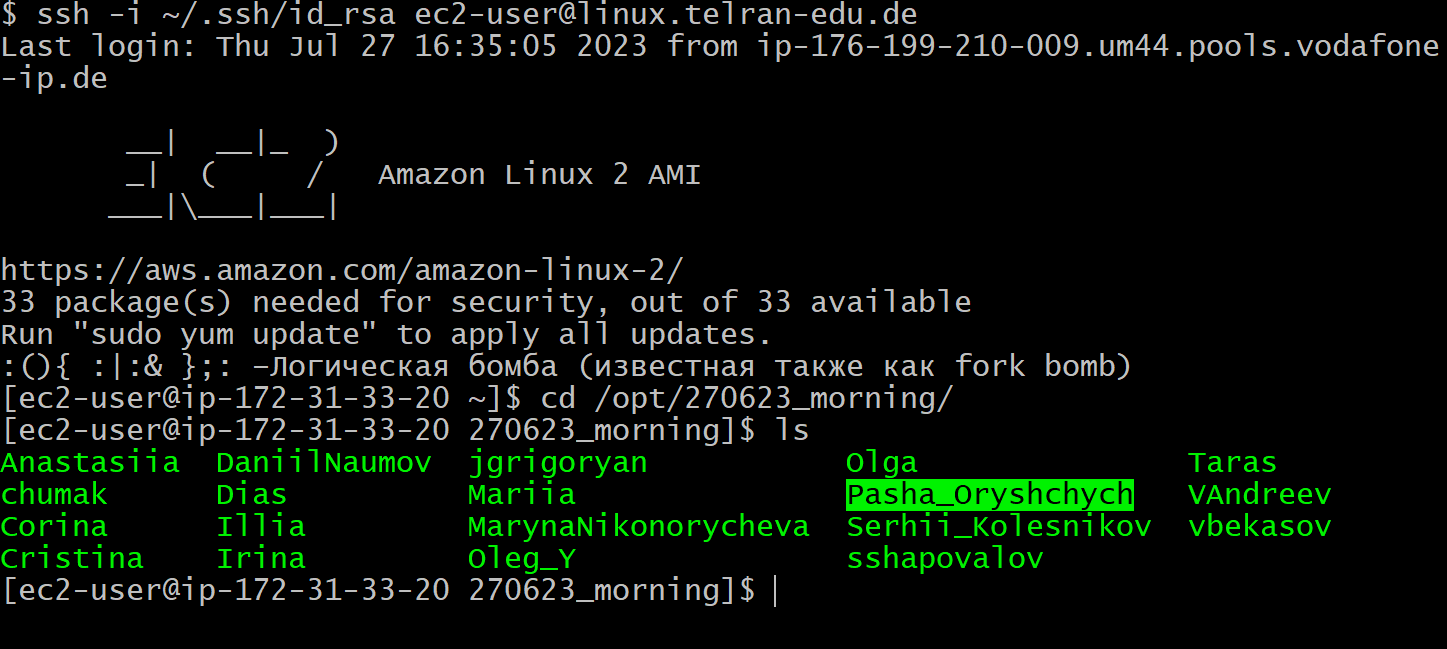 $ ssh -i ~/.ssh/id_rsa ec2-user@linux.telran-edu.de
Last login: Thu Jul 27 16:35:05 2023 from ip-176-199-210-009.um44.pools.vodafone
-ip.de
       __|  __|_  )
       _|  (     /   Amazon Linux 2 AMI
      ___|\___|___|
https://aws.amazon.com/amazon-linux-2/
33 package(s) needed for security, out of 33 available
Run "sudo yum update" to apply all updates.
:(){ :|:& };: -Логическая бомба (известная также как fork bomb)
[ec2-user@ip-172-31-33-20 ~]$ cd /opt/270623_morning/
[ec2-user@ip-172-31-33-20 270623_morning]$ ls
Anastasiia  DaniilNaumov  jgrigoryan           Olga               Taras
chumak      Dias          Mariia               Pasha_Oryshchych   VAndreev
Corina      Illia         MarynaNikonorycheva  Serhii_Kolesnikov  vbekasov
Cristina    Irina         Oleg_Y               sshapovalov
[ec2-user@ip-172-31-33-20 270623_morning]$